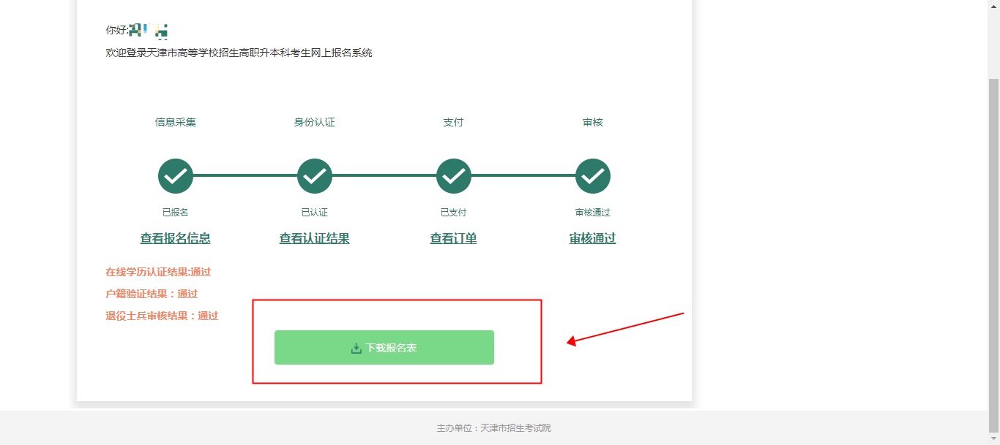 你好:
欢迎登录天津市高等学校招生高职升本科考生网上报名系统
信息采集 身份认证 支付 审核
已报名 已认证 已支付 审核通过
查看报名信息 查看认证结果 查看订单 审核通过
在线学历认证结果:通过
户籍验证结果：通过
退役士兵审核结果：通过
下载报名表
主办单位：天津市招生考试院